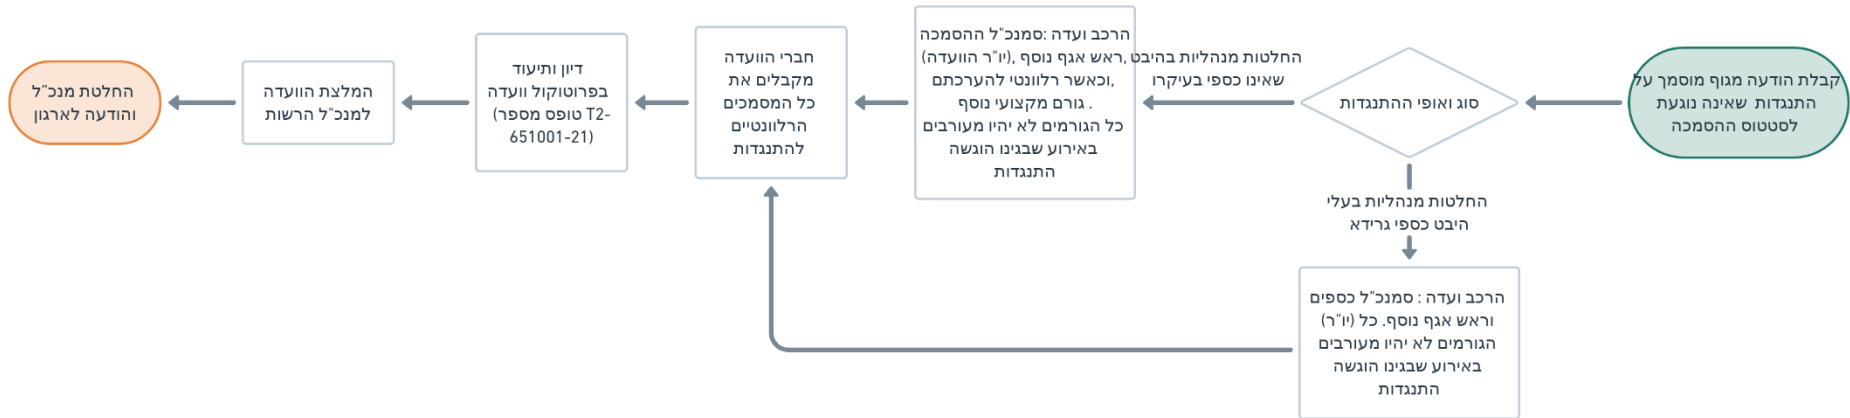 קבלת הודעה מגוף מוסמך על
התנגדות שאינה נוגעת
לסטטוס ההסמכה
סוג ואופי ההתנגדות
החלטות מנהליות בהיבט
שאינו כספי בעיקרו
הרכב ועדה :סמנכ"ל ההסמכה
(יו"ר הוועדה), ראש אגף נוסף,
וכאשר רלוונטי להערכתם,
גורם מקצועי נוסף .
כל הגורמים לא יהיו מעורבים
באירוע שבגינו הוגשה
התנגדות
החלטות מנהליות בעלי
היבט כספי גרידא
הרכב ועדה : סמנכ"ל כספים
(יו"ר) וראש אגף נוסף. כל
הגורמים לא יהיו מעורבים
באירוע שבגינו הוגשה
התנגדות
חברי הוועדה
מקבלים את
כל המסמכים
הרלוונטיים
להתנגדות
דיון ותיעוד
בפרוטוקול וועדה
(טופס מספר T2-
651001-21)
המלצת הוועדה
למנכ"ל הרשות
החלטת מנכ"ל
והודעה לארגון